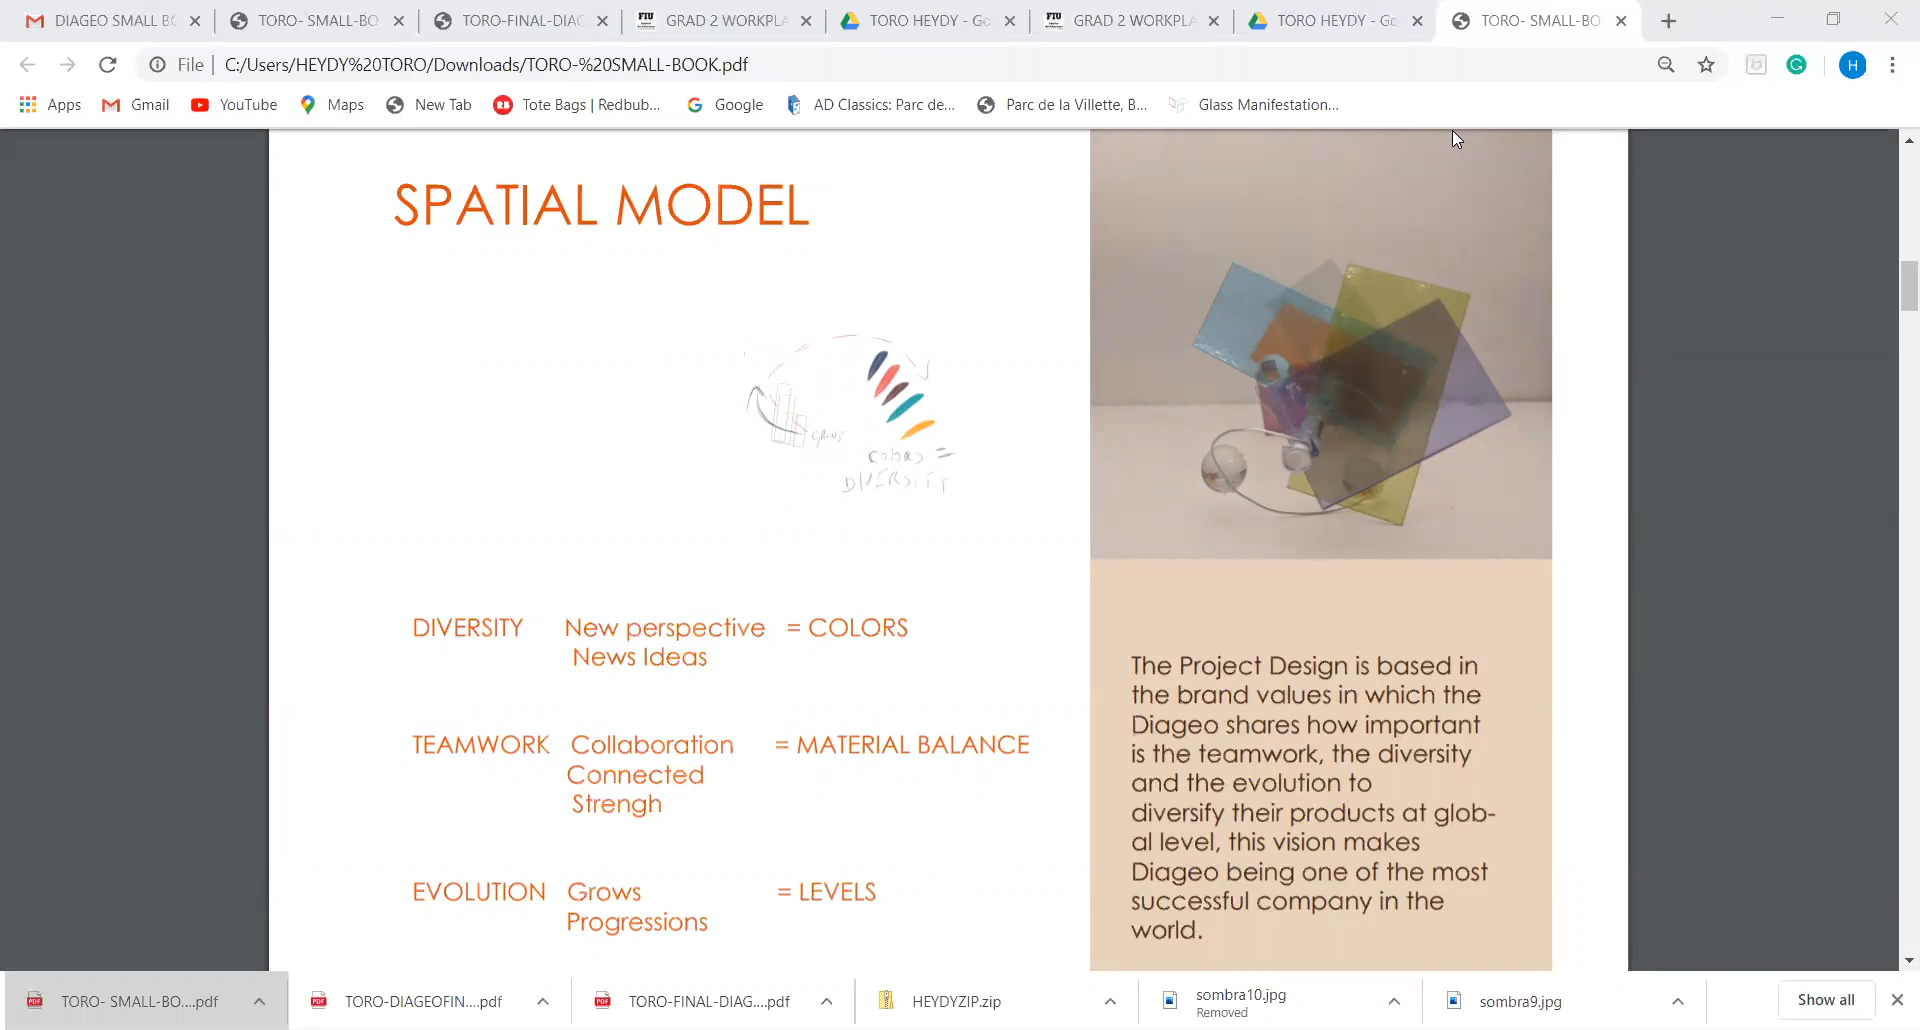 DIAGEO SMALL BO
TORO- SMALL-BO
TORO-FINAL-DIAG
FIU GRAD 2 WORKPLA
TORO HEYDY - Go
FIU GRAD 2 WORKPLA
TORO HEYDY - Go
TORO- SMALL-BO
File C:/Users/HEYDY%20TORO/Downloads/TORO-%20SMALL-BOOK.pdf
H
Apps Gmail YouTube Maps New Tab Tote Bags | Redbub... Google AD Classics: Parc de... Parc de la Villette, B... Glass Manifestation...
SPATIAL MODEL
colors =
DIVERSITY
DIVERSITY New perspective = COLORS
News Ideas
TEAMWORK Collaboration = MATERIAL BALANCE
Connected
Strengh
EVOLUTION Grows = LEVELS
Progressions
The Project Design is based in
the brand values in which the
Diageo shares how important
is the teamwork, the diversity
and the evolution to
diversify their products at glob-
al level, this vision makes
Diageo being one of the most
successful company in the
world.
TORO- SMALL-BO....pdf
TORO-DIAGEOFIN....pdf
TORO-FINAL-DIAG....pdf
HEYDYZIP.zip
sombra10.jpg
Removed
sombra9.jpg
Show all